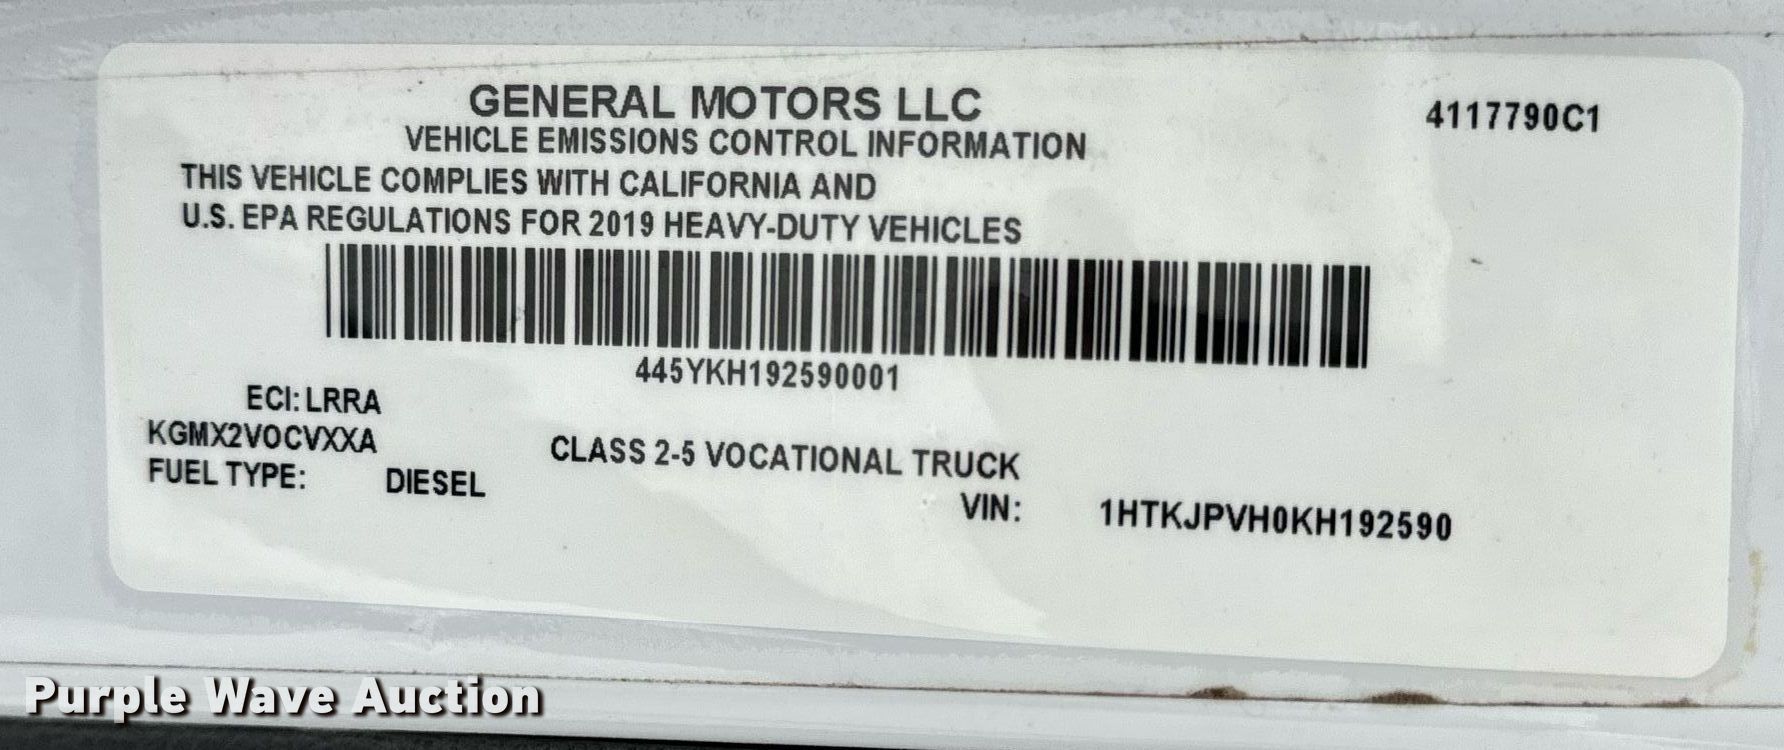 GENERAL MOTORS LLC
4117790C1
VEHICLE EMISSIONS CONTROL INFORMATION
THIS VEHICLE COMPLIES WITH CALIFORNIA AND
U.S. EPA REGULATIONS FOR 2019 HEAVY-DUTY VEHICLES
445YKH192590001
ECI: LRRA
KGMX2VOCVXXA
CLASS 2-5 VOCATIONAL TRUCK
FUEL TYPE: DIESEL
VIN: 1HTKJPVH0KH192590
Purple Wave Auction